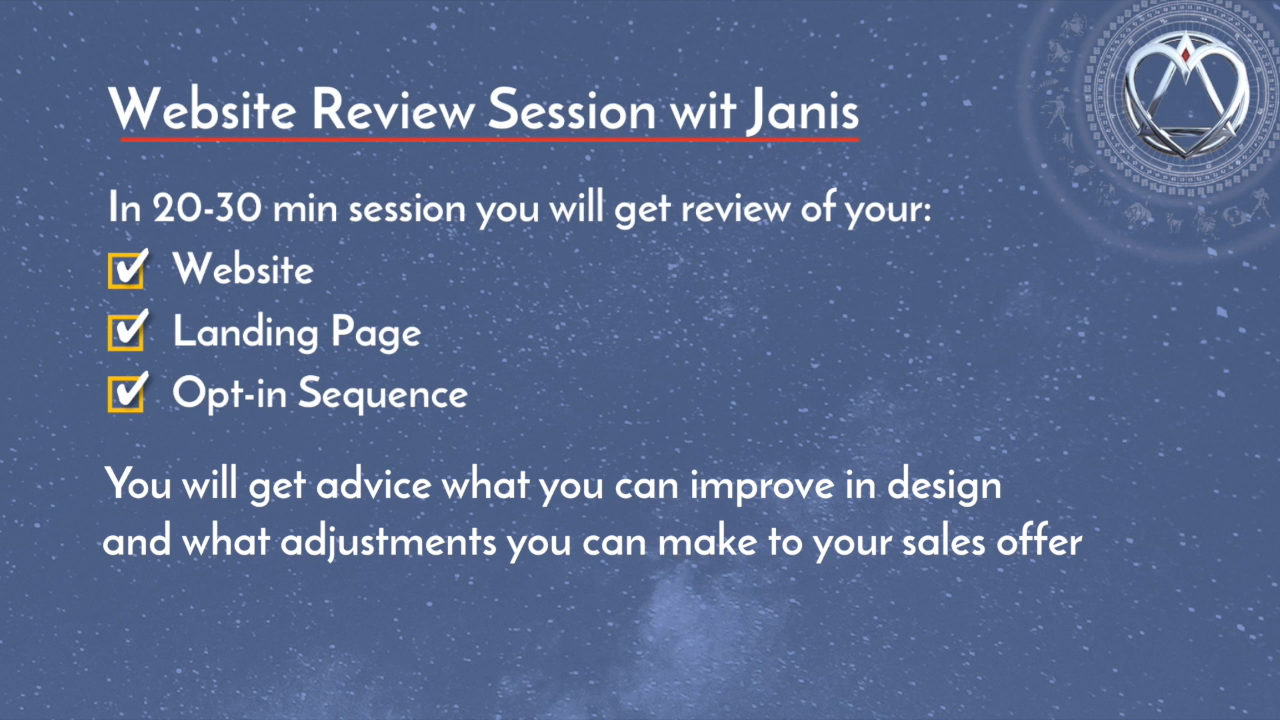 Website Review Session wit Janis
In 20-30 min session you will get review of your:
Website
Landing Page
Opt-in Sequence
You will get advice what you can improve in design
and what adjustments you can make to your sales offer